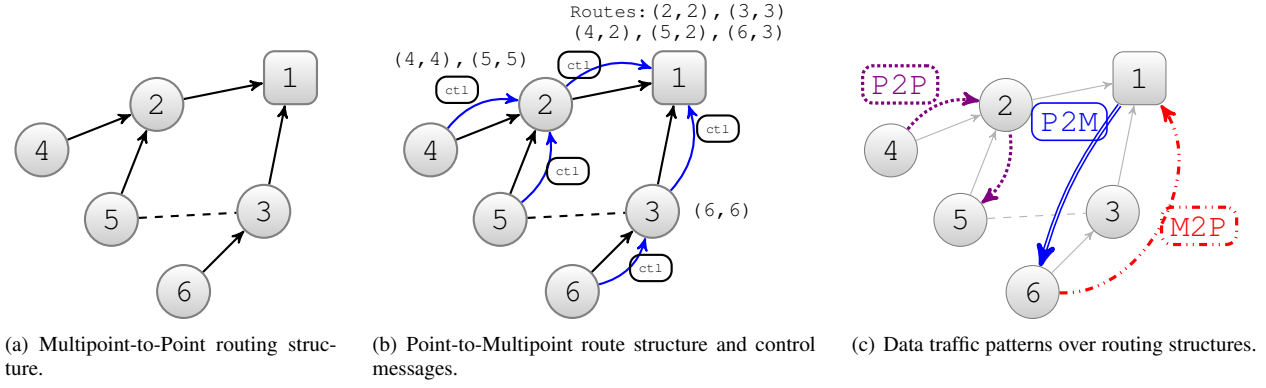 1
2
4
5
3
6
(a) Multipoint-to-Point routing struc-
ture.
Routes:(2,2),(3,3)
(4,2),(5,2),(6,3)
(4,4),(5,5)
ctl
ctl
1
2
ctl
4
ctl
5
3
(6,6)
ctl
6
(b) Point-to-Multipoint route structure and control
messages.
P2P
1
2
P2M
4
5
3
M2P
6
(c) Data traffic patterns over routing structures.